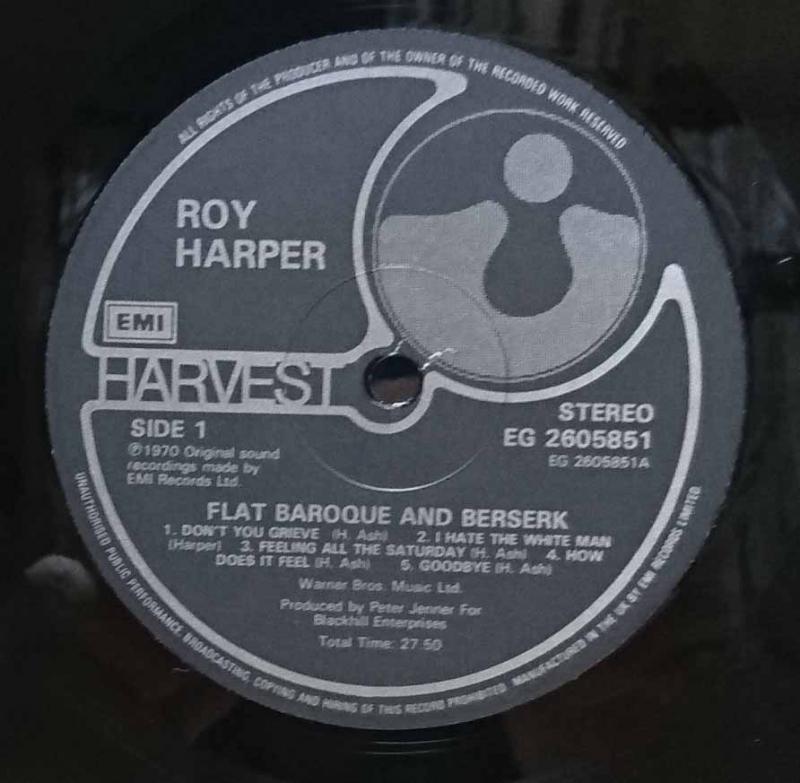 ALL RIGHTS OF THE PRODUCER AND OF THE OWNER OF THE RECORDED WORK RESERVED
ROY
HARPER
EMI
HARVEST
SIDE 1
℗1970 Original sound
recordings made by
EMI Records Ltd.
STEREO
EG 2605851
EG 2605851A
FLAT BAROQUE AND BERSERK
1. DON'T YOU GRIEVE (H. Ash) 2. I HATE THE WHITE MAN
(Harper) 3. FEELING ALL THE SATURDAY (H. Ash) 4. HOW
DOES IT FEEL (H. Ash) 5. GOODBYE (H. Ash)
Warner Bros. Music Ltd.
Produced by Peter Jenner For
Blackhill Enterprises
Total Time: 27.50
UNAUTHORISED PUBLIC PERFORMANCE, BROADCASTING, COPYING AND HIRING OF THIS RECORD PROHIBITED. MANUFACTURED IN THE UK BY EMI RECORDS LIMITED